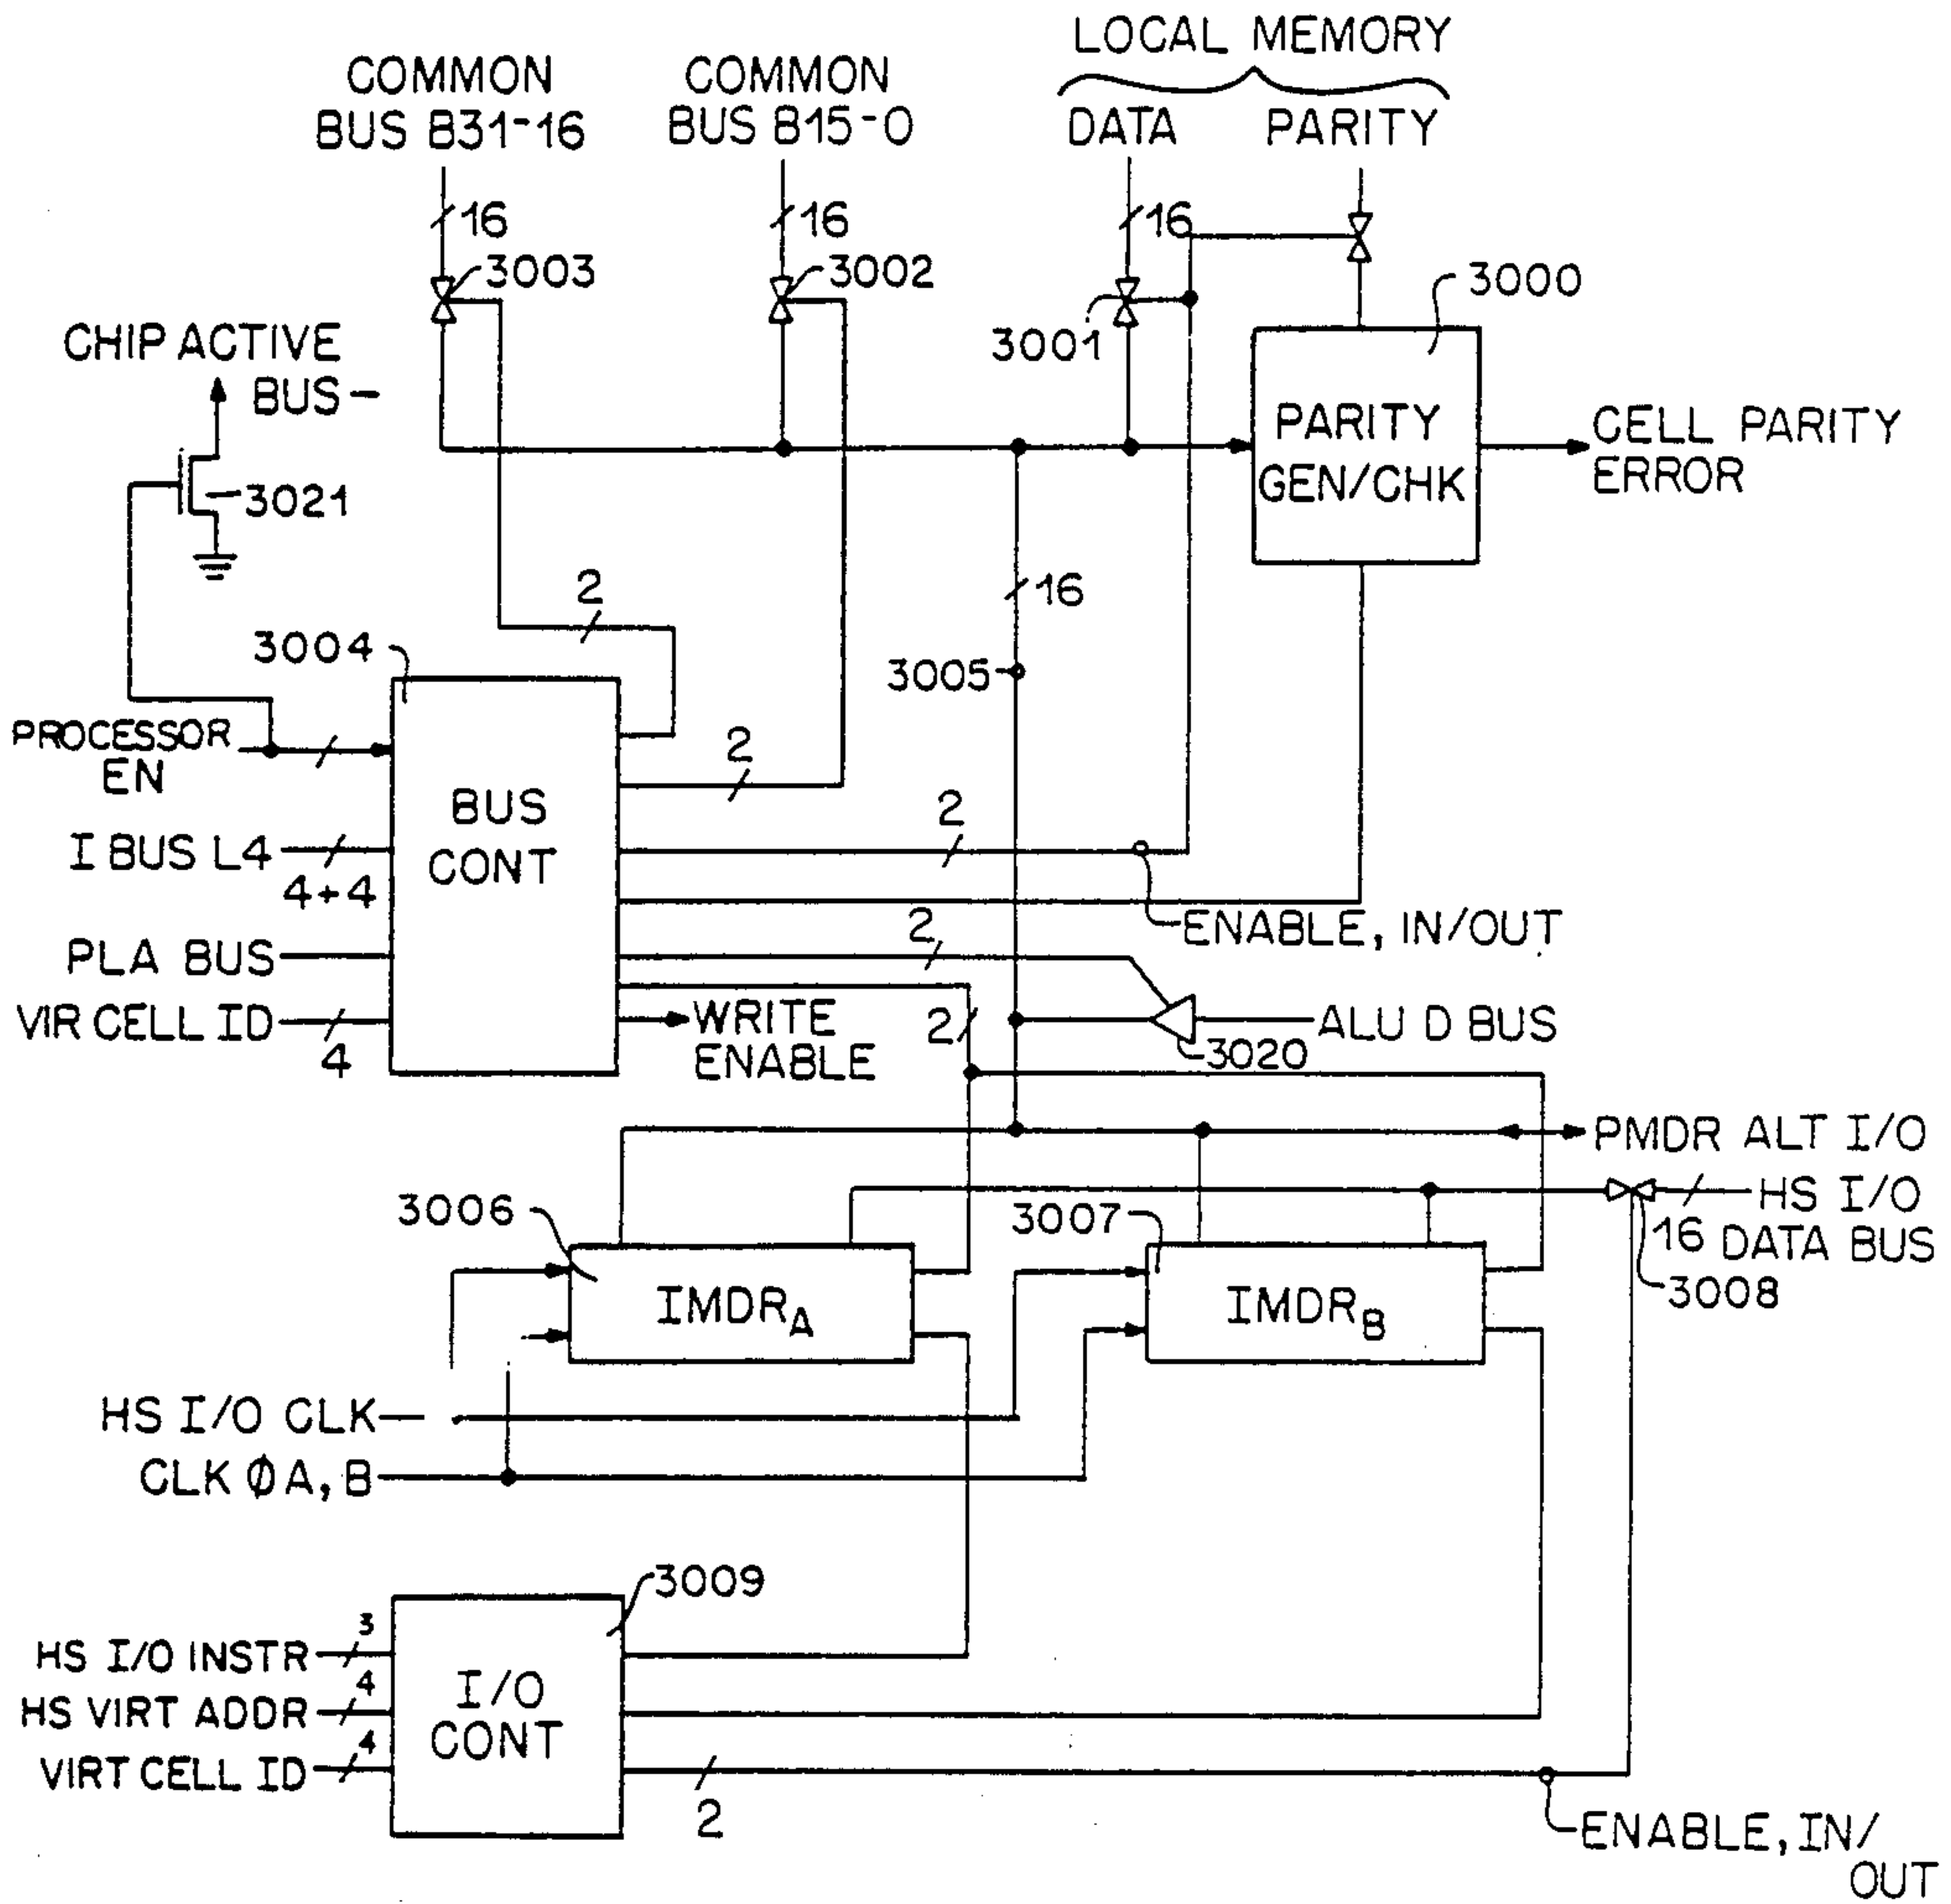 LOCAL MEMORY
COMMON
BUS B31-16
COMMON
BUS B15-0
DATA
PARITY
16
16
16
3003
3002
3001
3000
CHIP ACTIVE
BUS-
3021
PARITY
GEN/CHK
CELL PARITY
ERROR
2
16
3004
3005
PROCESSOR
EN
2
BUS
CONT
I BUS L4
4+4
2
ENABLE, IN/OUT
PLA BUS
2
VIR CELL ID
4
WRITE
ENABLE
2
ALU D BUS
3020
PMDR ALT I/O
HS I/O
16 DATA BUS
3008
3006
IMDRA
3007
IMDRB
HS I/O CLK
CLK ϕA, B
3009
HS I/O INSTR
3
HS VIRT ADDR
4
VIRT CELL ID
4
I/O
CONT
2
ENABLE, IN/
OUT